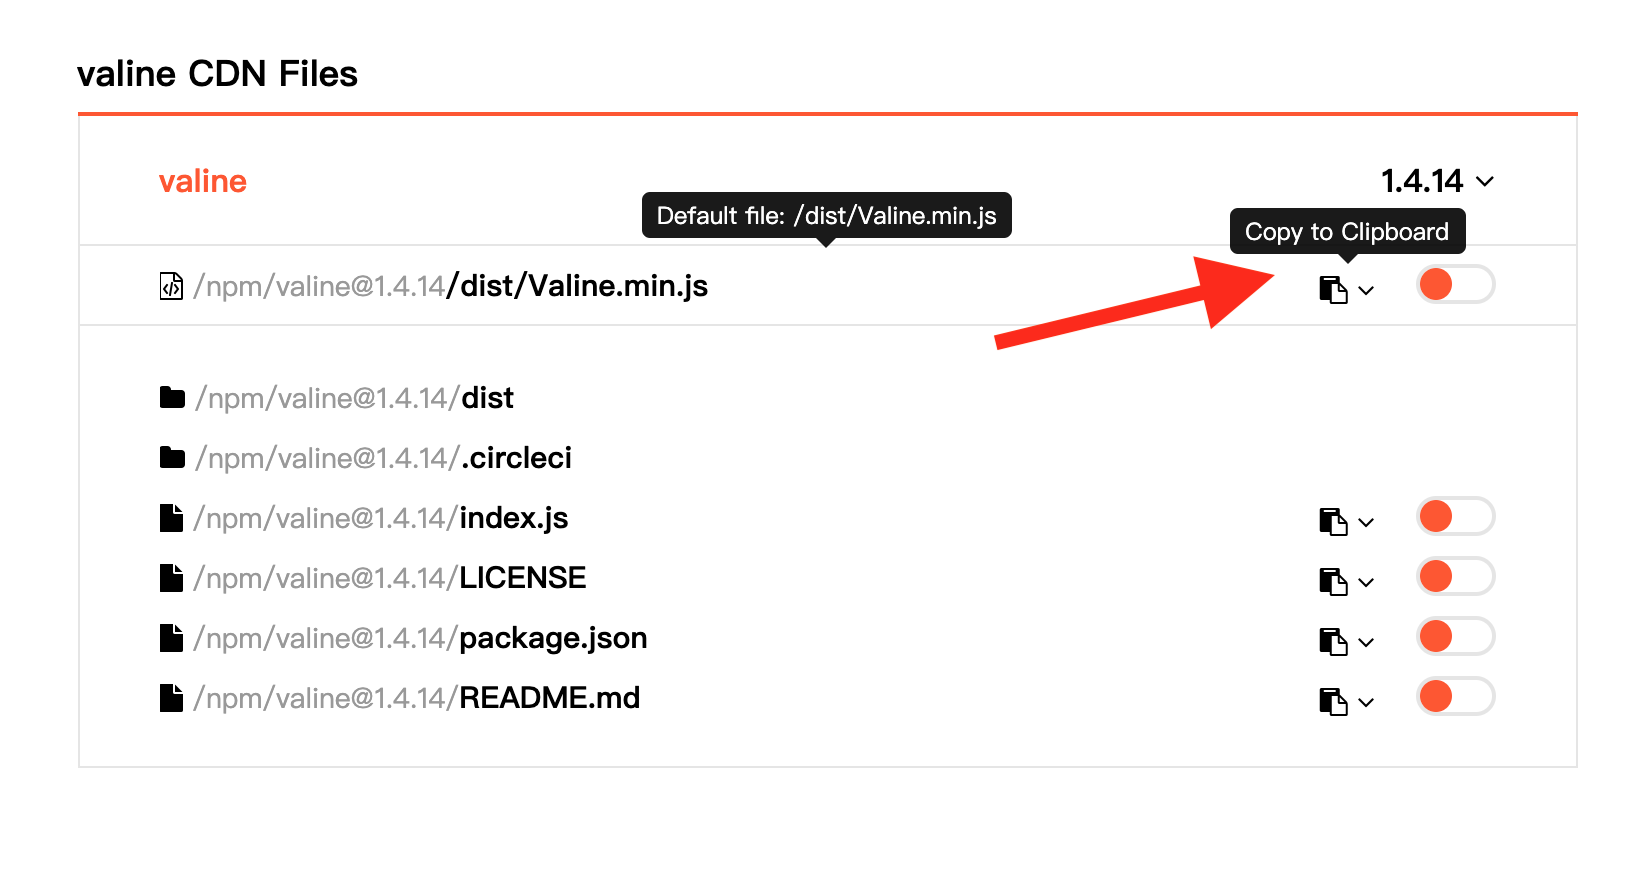 valine CDN Files
valine
1.4.14
Default file: /dist/Valine.min.js
Copy to Clipboard
/npm/valine@1.4.14/dist/Valine.min.js
/npm/valine@1.4.14/dist
/npm/valine@1.4.14/.circleci
/npm/valine@1.4.14/index.js
/npm/valine@1.4.14/LICENSE
/npm/valine@1.4.14/package.json
/npm/valine@1.4.14/README.md